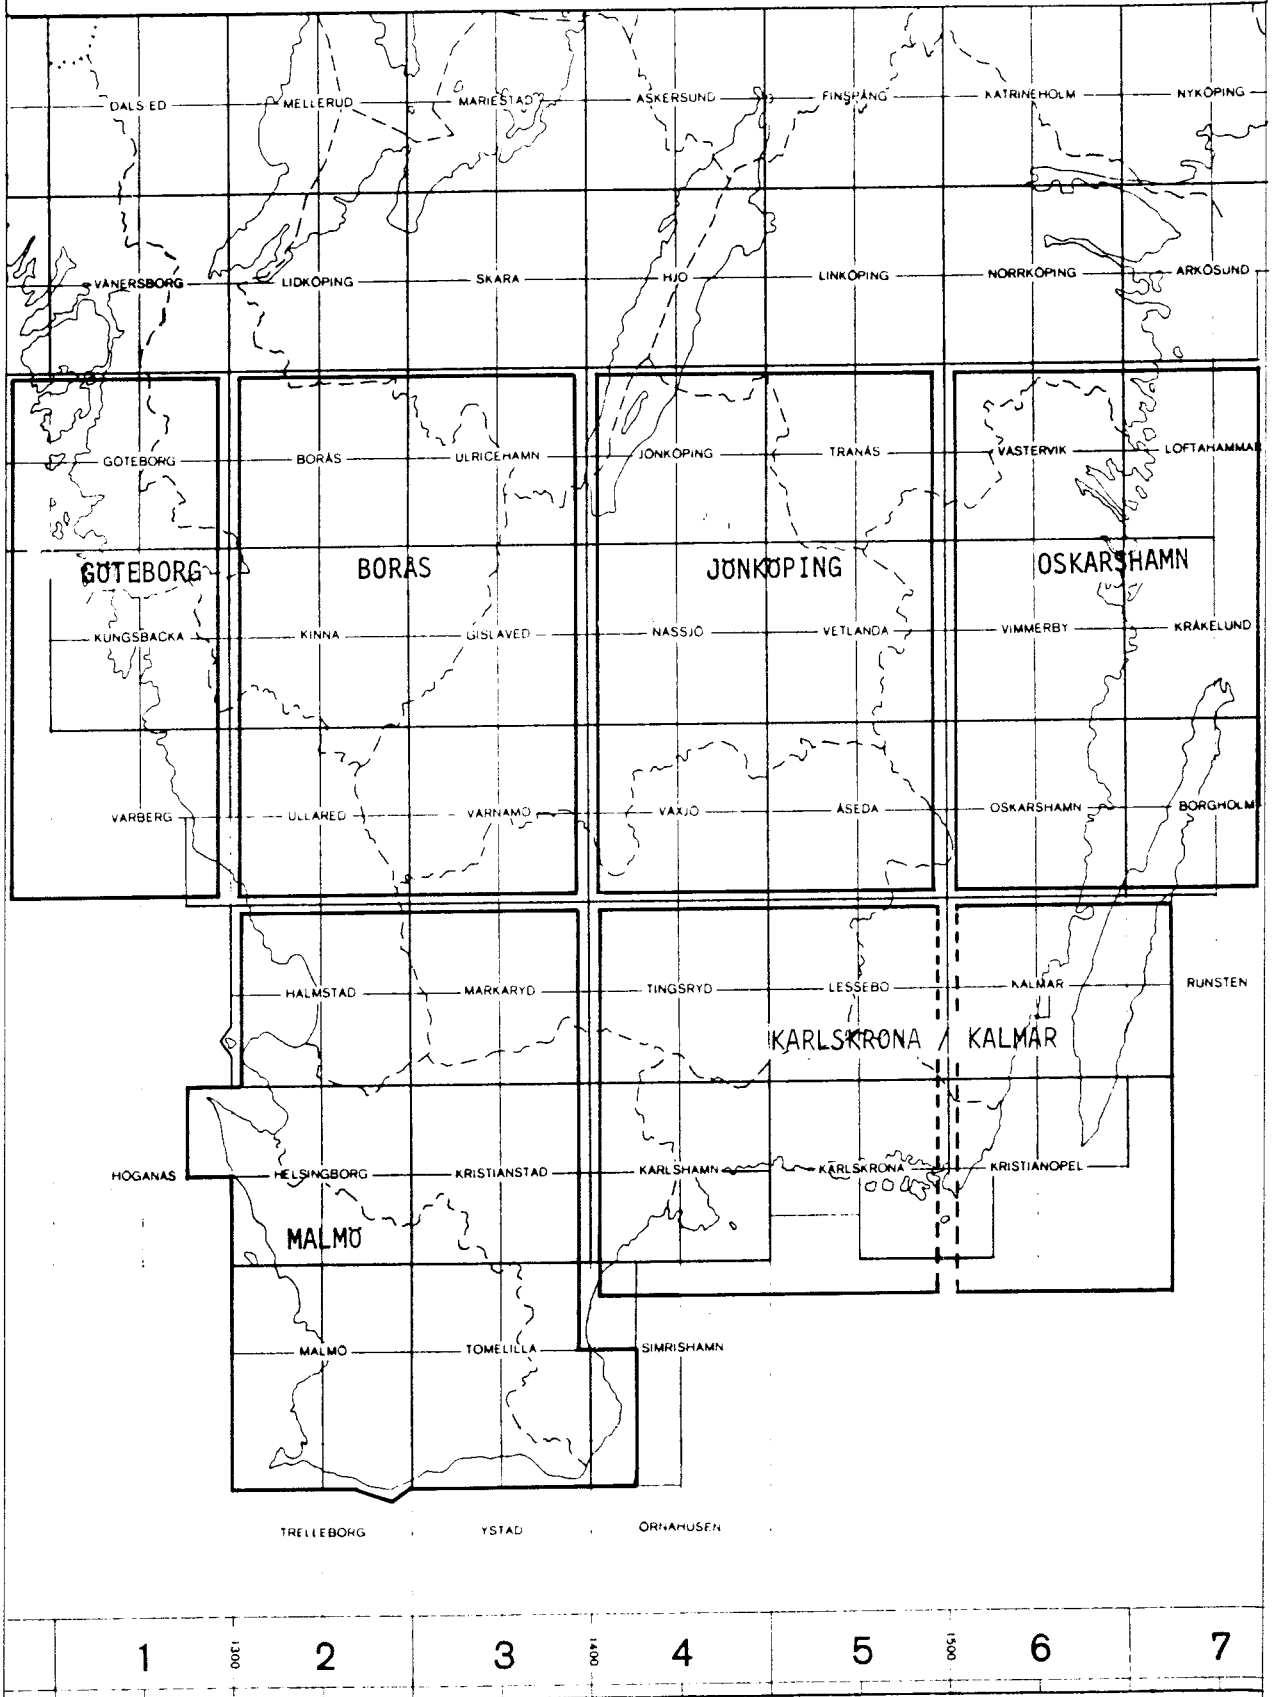 DALS ED MELLERUD MARIESTAD ASKERSUND FINSPÅNG KATRINEHOLM NYKÖPING
VÄNERSBORG LIDKÖPING SKARA HJO LINKÖPING NORRKÖPING ARKÖSUND
GÖTEBORG BORÅS ULRICEHAMN JÖNKÖPING TRANÅS VÄSTERVIK LOFTAHAMMAR
GÖTEBORG BORÅS JÖNKÖPING OSKARSHAMN
KUNGSBACKA KINNA GISLAVED NÄSSJÖ VETLANDA VIMMERBY KRÅKELUND
VARBERG ULLARED VÄRNAMO VÄXJÖ ÅSEDA OSKARSHAMN BORGHOLM
HALMSTAD MARKARYD TINGSRYD LESSEBO KALMAR RUNSTEN
KARLSKRONA / KALMAR
HÖGANÄS HELSINGBORG KRISTIANSTAD KARLSHAMN KARLSKRONA KRISTIANOPEL
MALMÖ
MALMÖ TOMELILLA SIMRISHAMN
TRELLEBORG YSTAD ÖRNAHUSEN
1 1300 2 3 1400 4 5 1500 6 7